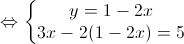 ⇔ { y = 1 - 2x
3x - 2(1 - 2x) = 5